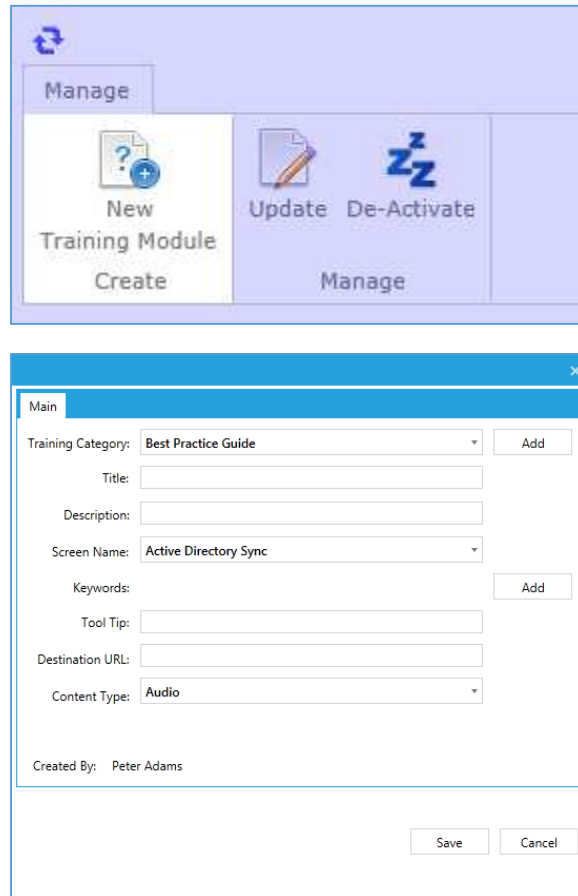 Manage
?
New
Training Module
Create
Update
De-Activate
zzz
Manage
Main
Training Category: Best Practice Guide Add
Title:
Description:
Screen Name: Active Directory Sync
Keywords: Add
Tool Tip:
Destination URL:
Content Type: Audio
Created By: Peter Adams
Save Cancel